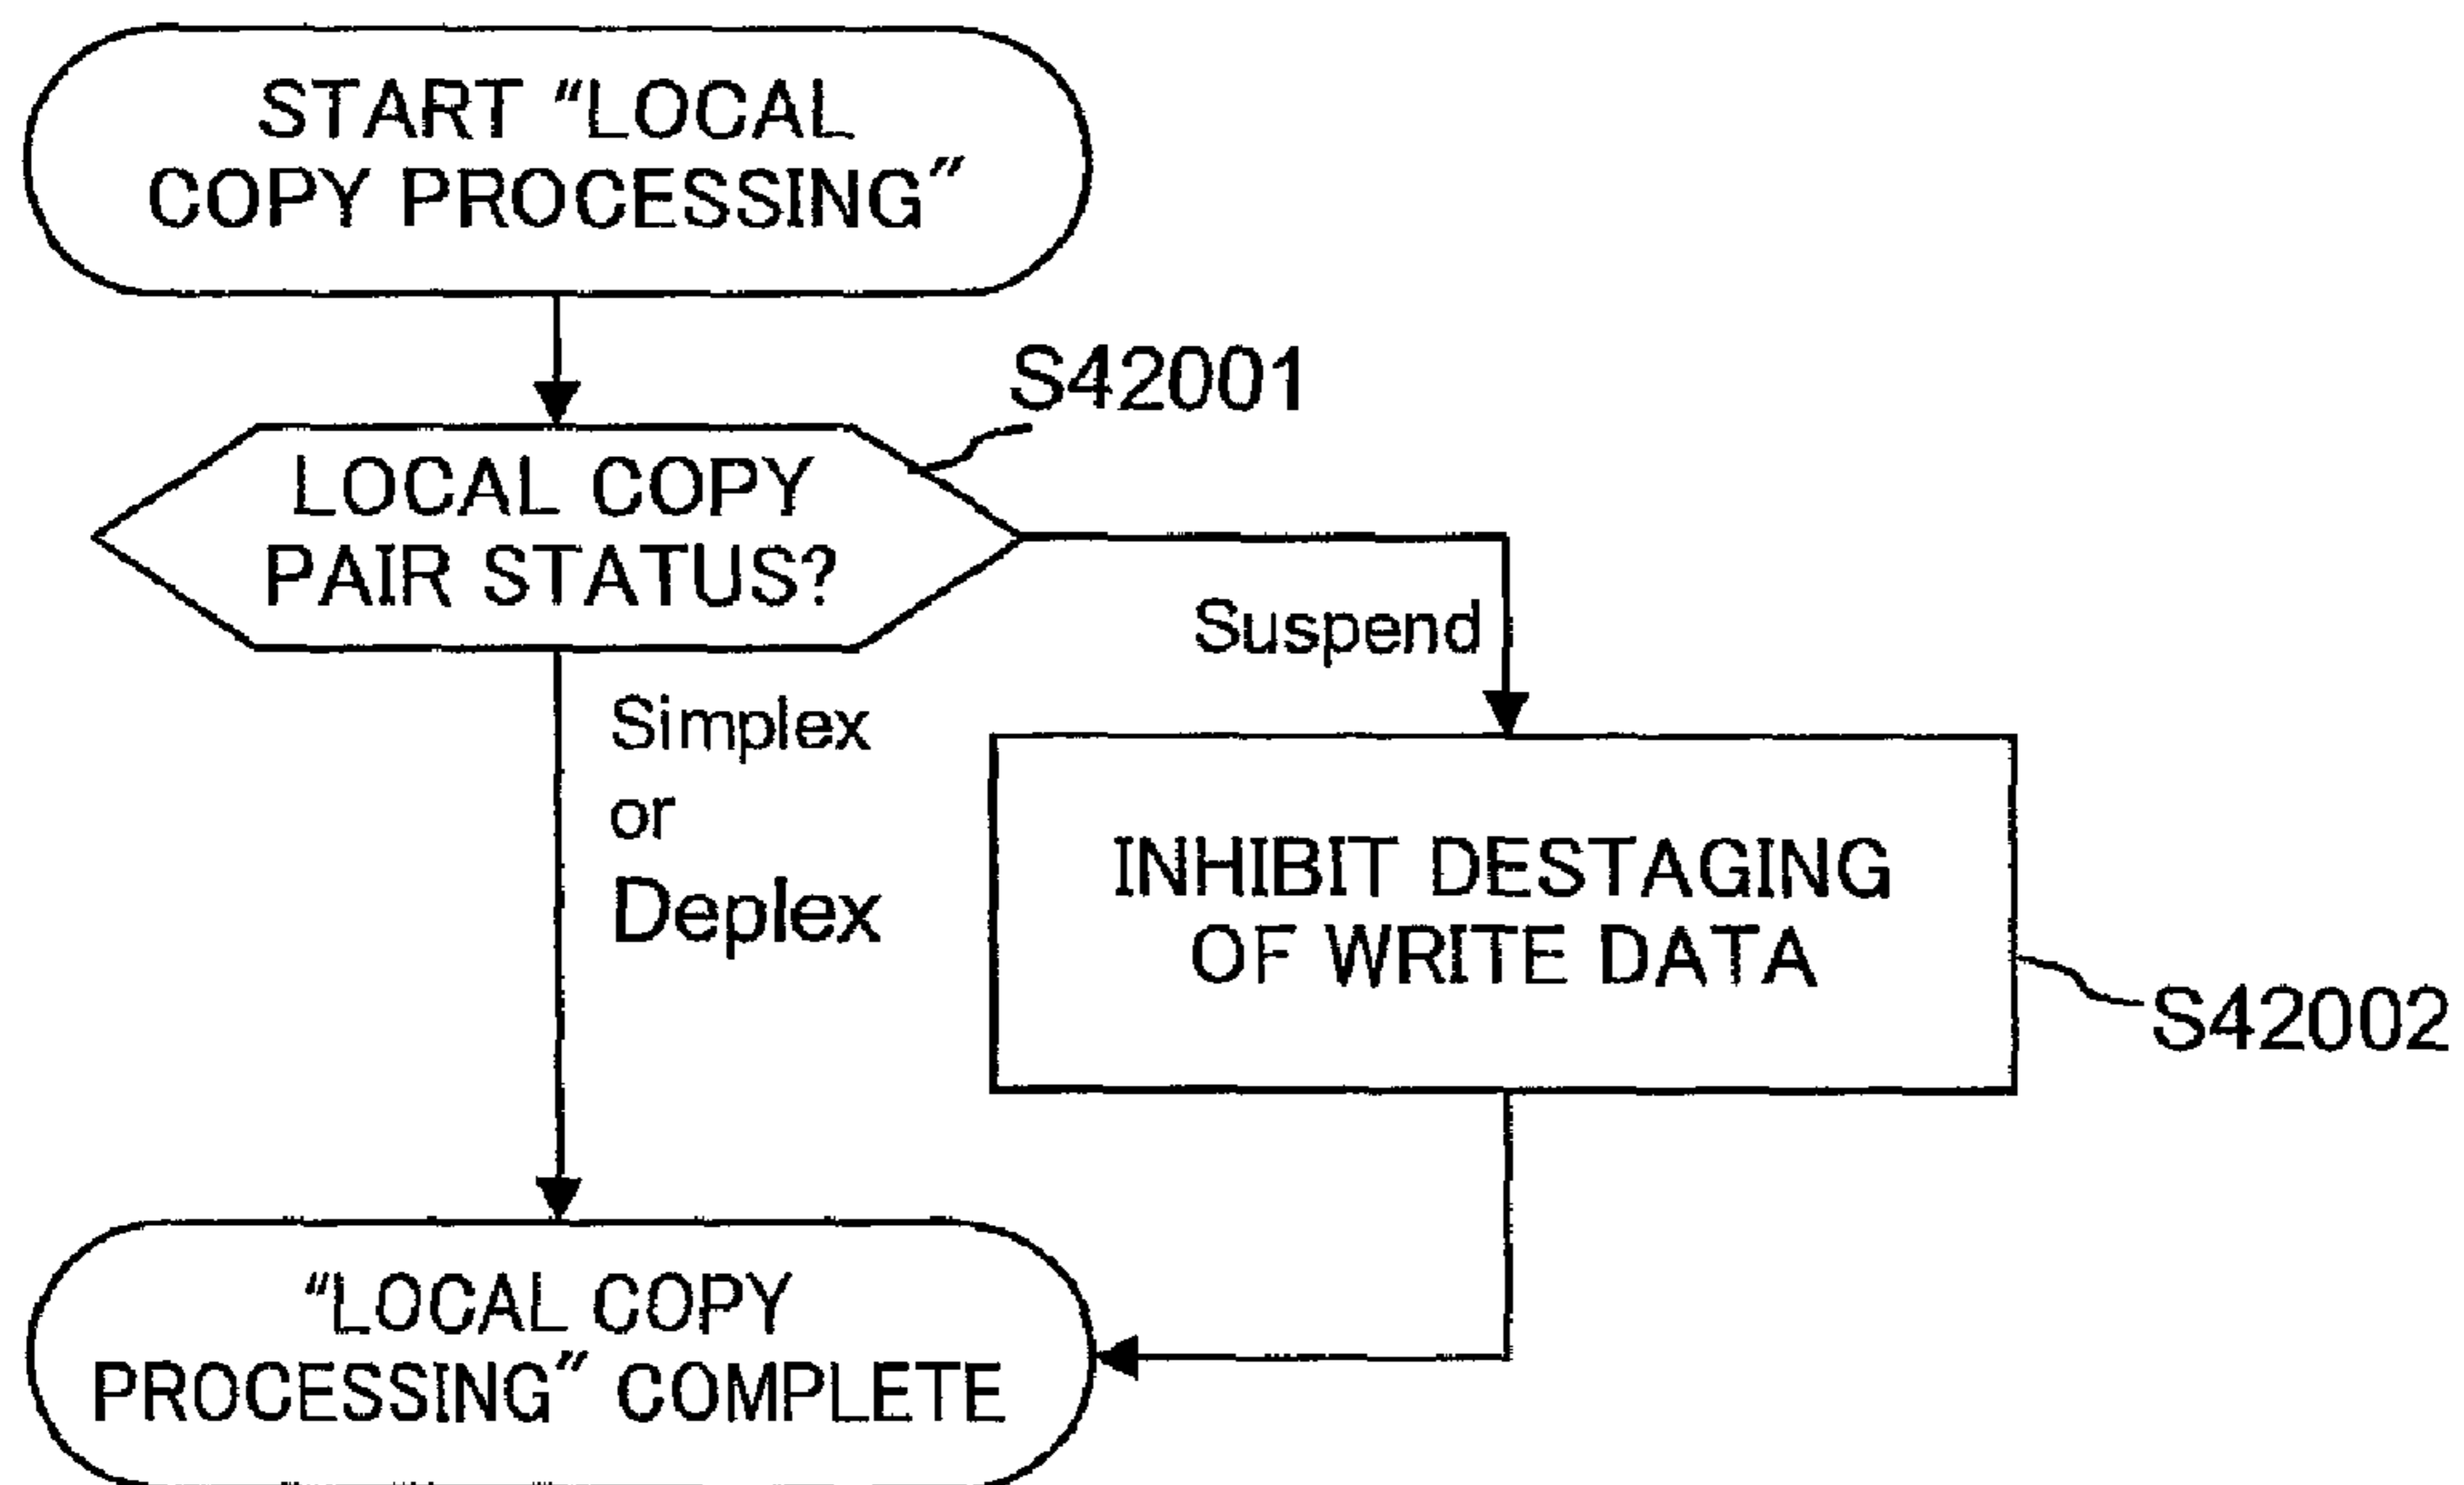 START “LOCAL
COPY PROCESSING”
S42001
LOCAL COPY
PAIR STATUS?
Suspend
Simplex
or
Deplex
INHIBIT DESTAGING
OF WRITE DATA
S42002
“LOCAL COPY
PROCESSING” COMPLETE